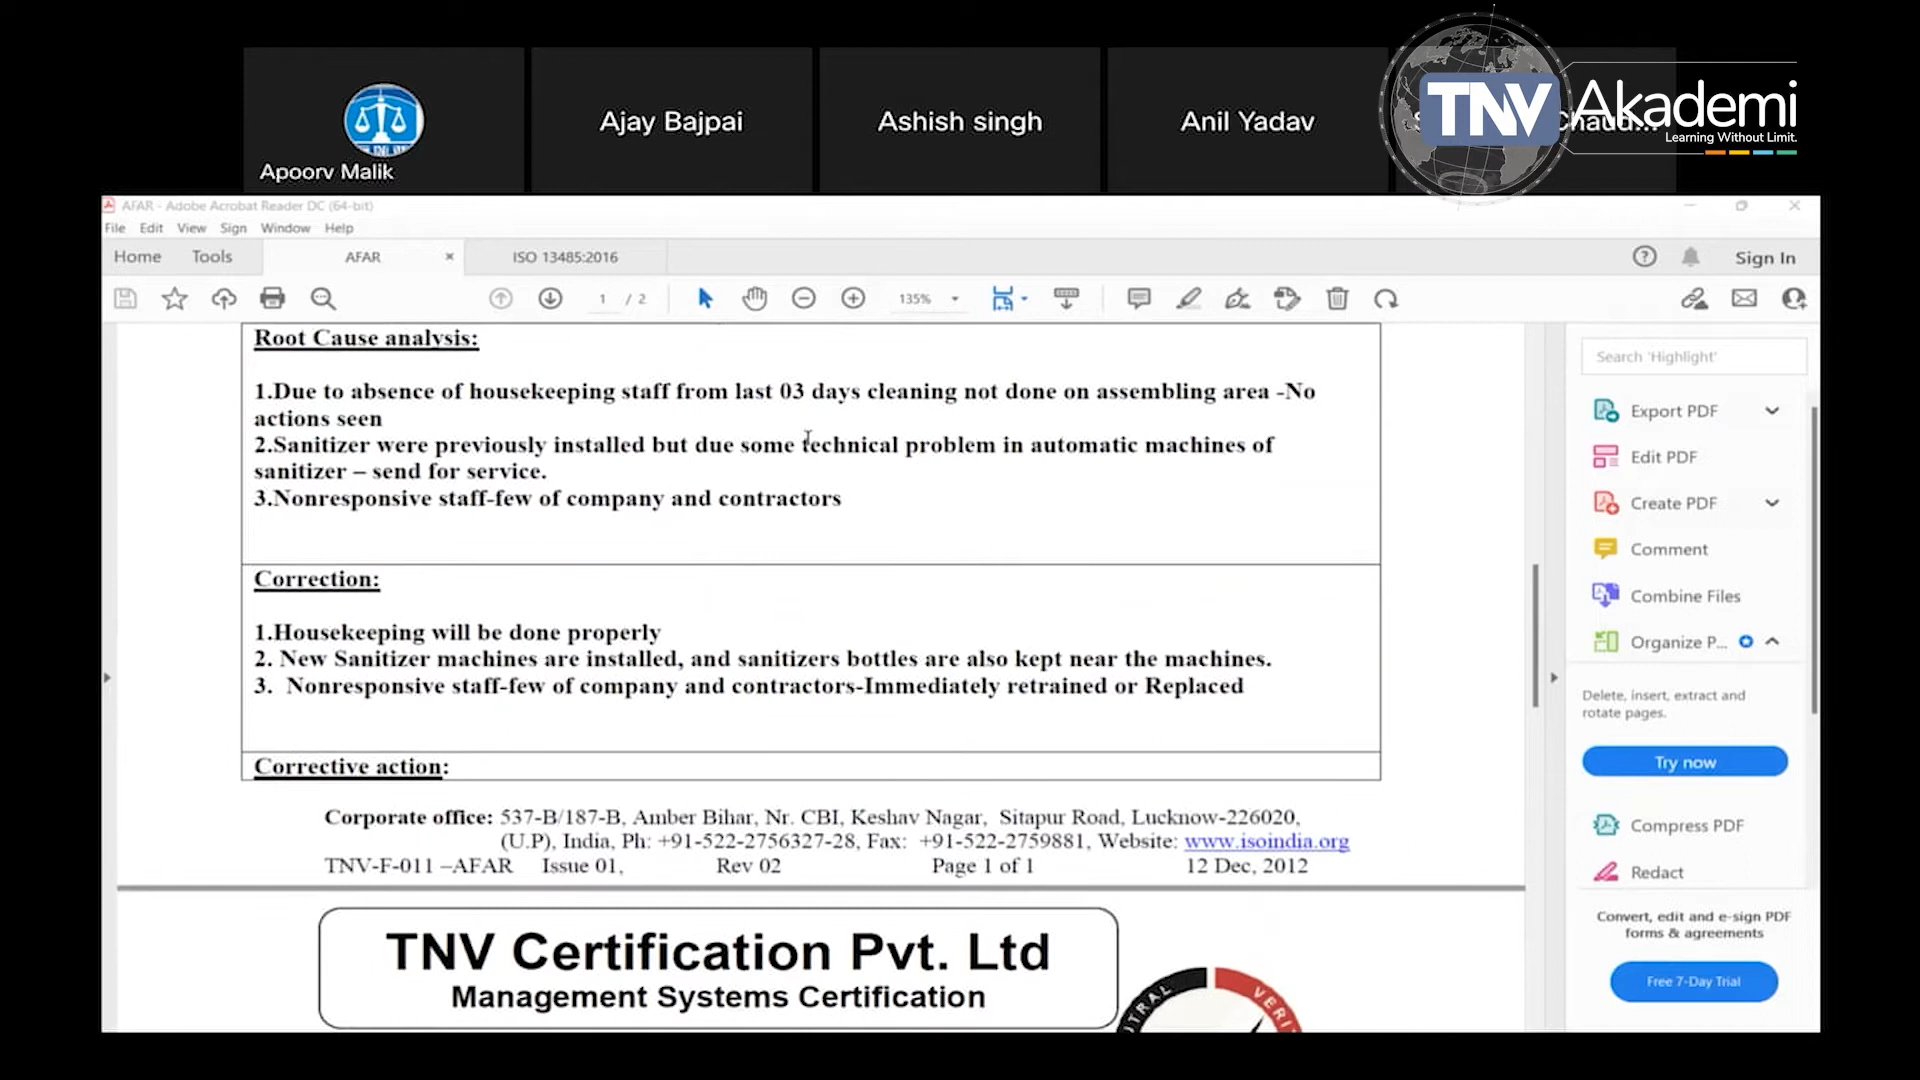 Apoorv Malik
Ajay Bajpai
Ashish singh
Anil Yadav
TNV Akademi
Learning Without Limit.
AFAR - Adobe Acrobat Reader DC (64-bit)
File Edit View Sign Window Help
Home Tools AFAR × ISO 13485:2016 Sign In
1 / 2 135%
Root Cause analysis:
1.Due to absence of housekeeping staff from last 03 days cleaning not done on assembling area -No
actions seen
2.Sanitizer were previously installed but due some technical problem in automatic machines of
sanitizer – send for service.
3.Nonresponsive staff-few of company and contractors
Correction:
1.Housekeeping will be done properly
2. New Sanitizer machines are installed, and sanitizers bottles are also kept near the machines.
3. Nonresponsive staff-few of company and contractors-Immediately retrained or Replaced
Corrective action:
Corporate office: 537-B/187-B, Amber Bihar, Nr. CBI, Keshav Nagar, Sitapur Road, Lucknow-226020,
(U.P), India, Ph: +91-522-2756327-28, Fax: +91-522-2759881, Website: www.isoindia.org
TNV-F-011 –AFAR Issue 01, Rev 02 Page 1 of 1 12 Dec, 2012
TNV Certification Pvt. Ltd
Management Systems Certification
TRAL VERI
Search 'Highlight'
Export PDF
Edit PDF
Create PDF
Comment
Combine Files
Organize P...
Delete, insert, extract and
rotate pages.
Try now
Compress PDF
Redact
Convert, edit and e-sign PDF
forms & agreements
Free 7-Day Trial